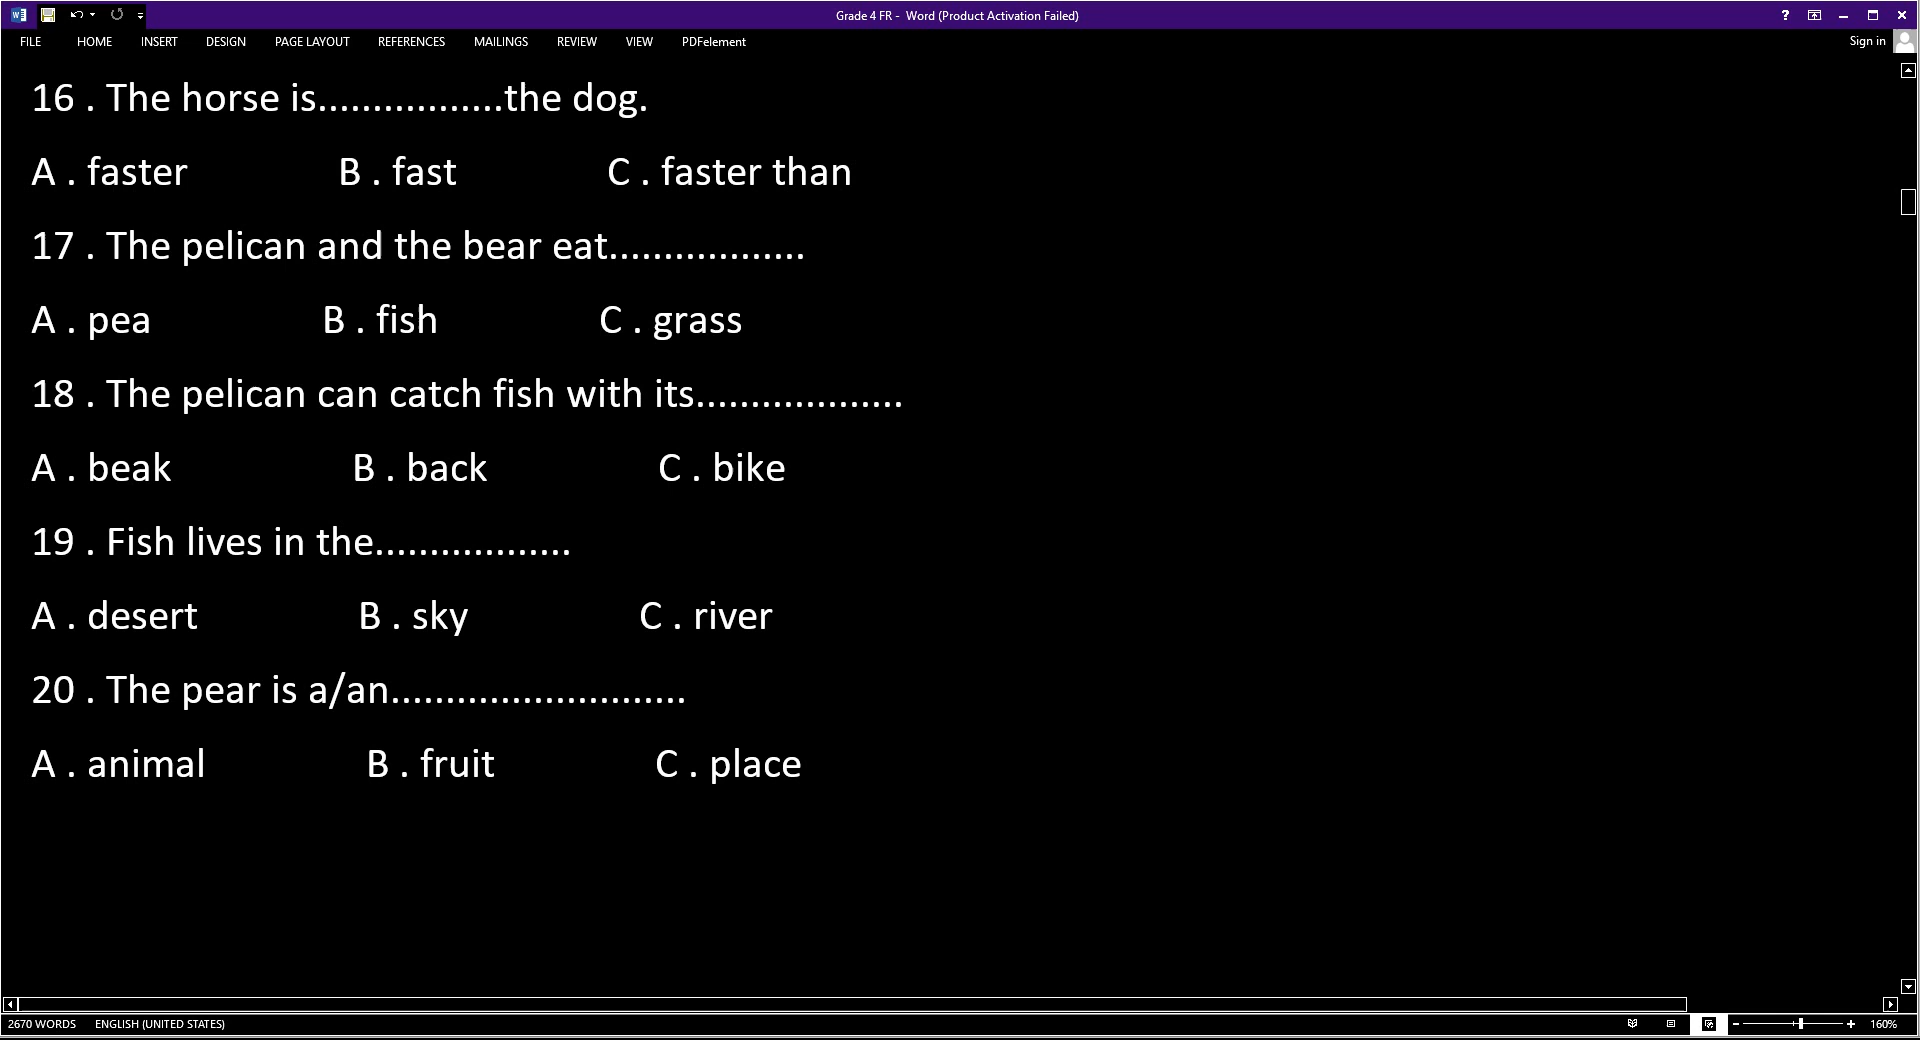 Grade 4 FR - Word (Product Activation Failed)
FILE HOME INSERT DESIGN PAGE LAYOUT REFERENCES MAILINGS REVIEW VIEW PDFelement Sign in
16 . The horse is.................the dog.
A . faster B . fast C . faster than
17 . The pelican and the bear eat..................
A . pea B . fish C . grass
18 . The pelican can catch fish with its...................
A . beak B . back C . bike
19 . Fish lives in the..................
A . desert B . sky C . river
20 . The pear is a/an...........................
A . animal B . fruit C . place
2670 WORDS ENGLISH (UNITED STATES) 160%